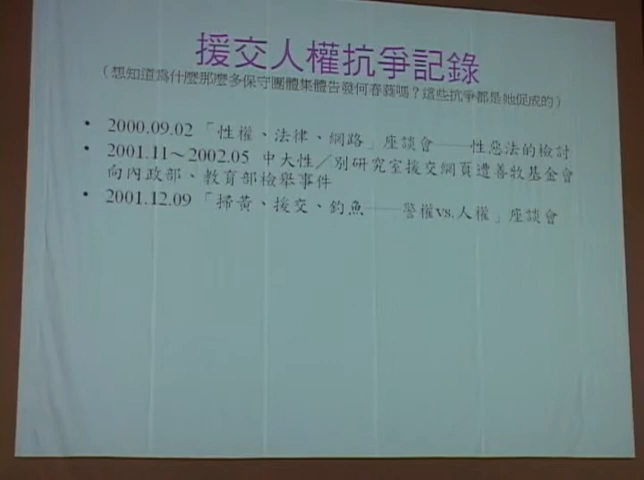 援交人權抗爭記錄
（想知道爲什麼那麼多保守團體集體告發何春蕤嗎？這些抗爭都是她促成的）
• 2000.09.02 「性權、法律、網路」座談會──性惡法的檢討
• 2001.11～2002.05 中大性／別研究室援交網頁遭善牧基金會
向內政部、教育部檢舉事件
• 2001.12.09 「掃黃、援交、釣魚──警權vs.人權」座談會